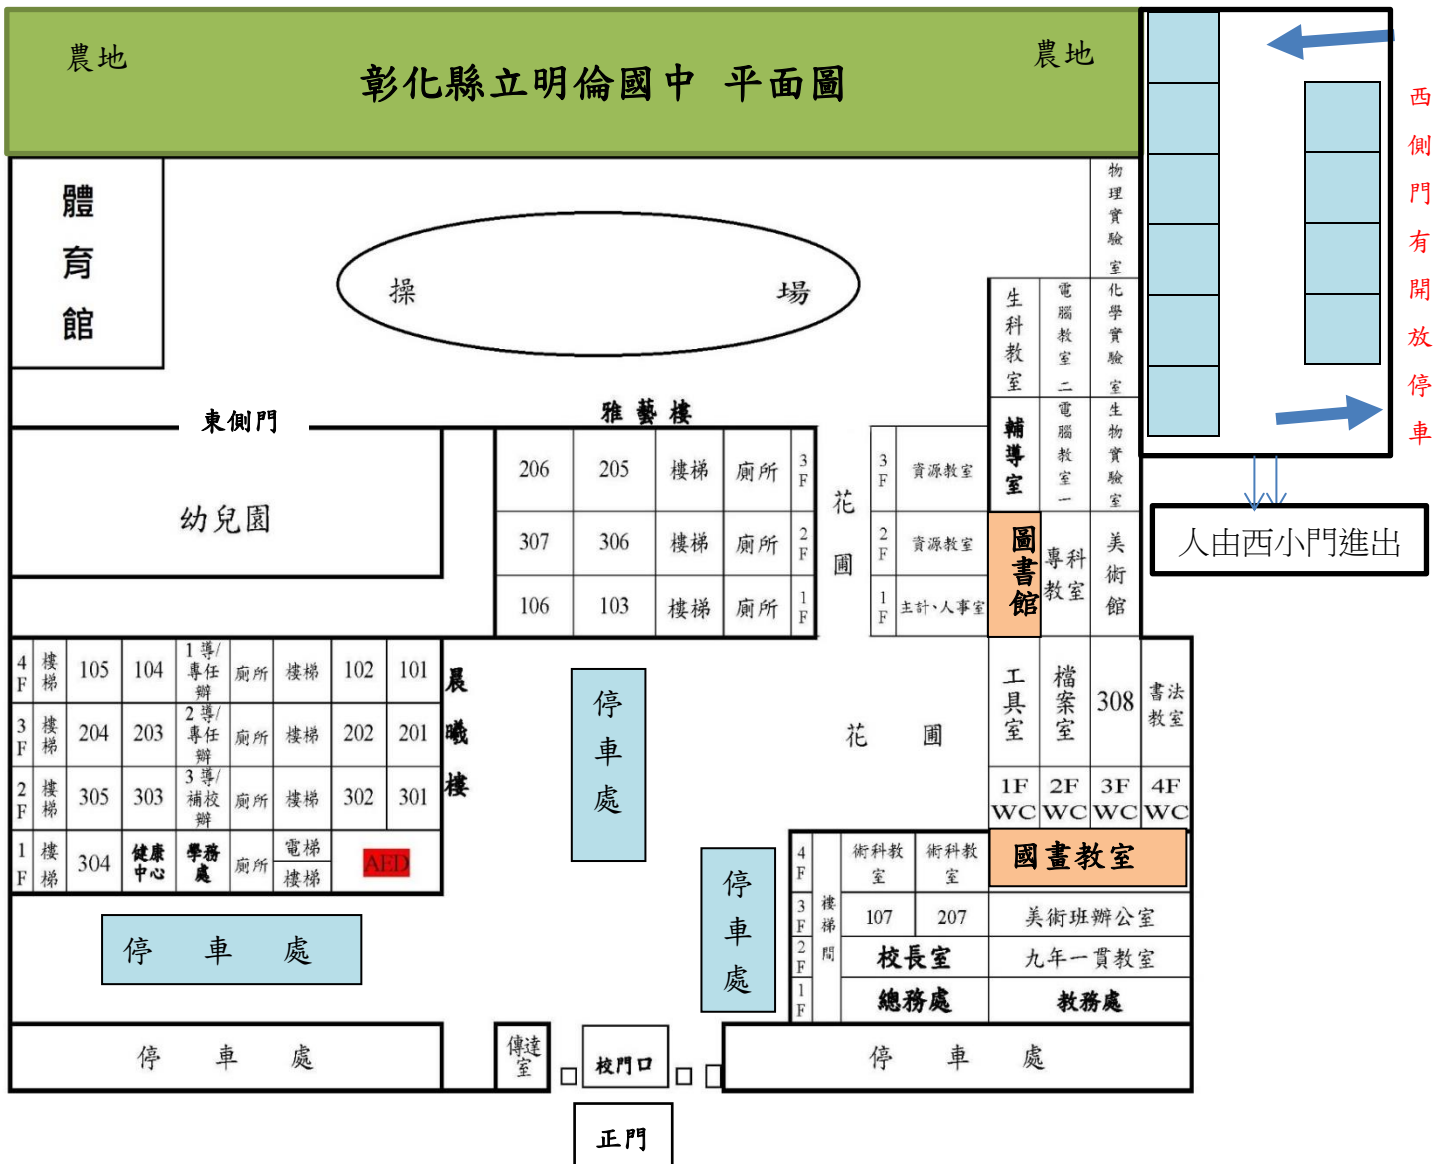 農地
彰化縣立明倫國中 平面圖
農地
西側門有開放停車
體育館
操 場
物理實驗室
生科教室
電腦教室二
化學實驗室
東側門
雅藝樓
幼兒園
206 205 樓梯 廁所 3F
307 306 樓梯 廁所 2F
106 103 樓梯 廁所 1F
花圃
3F 資源教室
2F 資源教室
1F 主計、人事室
輔導室
電腦教室一
生物實驗室
圖書館
專科教室
美術館
人由西小門進出
4F 樓梯 105 104 1導/專任辦 廁所 樓梯 102 101
3F 樓梯 204 203 2導/專任辦 廁所 樓梯 202 201
2F 樓梯 305 303 3導/補校辦 廁所 樓梯 302 301
1F 樓梯 304 健康中心 學務處 廁所 電梯 樓梯 AED
晨曦樓
停車處
花 圃
工具室
檔案室
308
書法教室
1F WC 2F WC 3F WC 4F WC
停車處
停 車 處
樓梯間
4F 術科教室 術科教室 國畫教室
3F 107 207 美術班辦公室
2F 校長室 九年一貫教室
1F 總務處 教務處
停 車 處
傳達室
校門口
停 車 處
正門